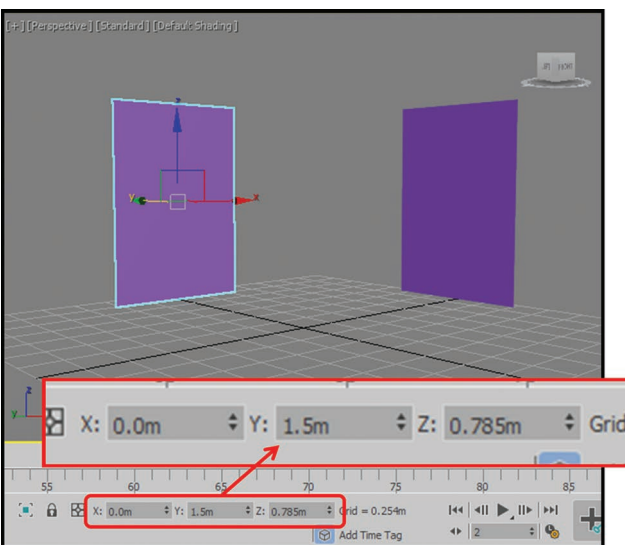 [+] [Perspective] [Standard] [Default Shading]
z
y
x
z
y
X: 0.0m Y: 1.5m Z: 0.785m Grid
55 60 65 70 75 80 85
X: 0.0m Y: 1.5m Z: 0.785m Grid = 0.254m
Add Time Tag
2